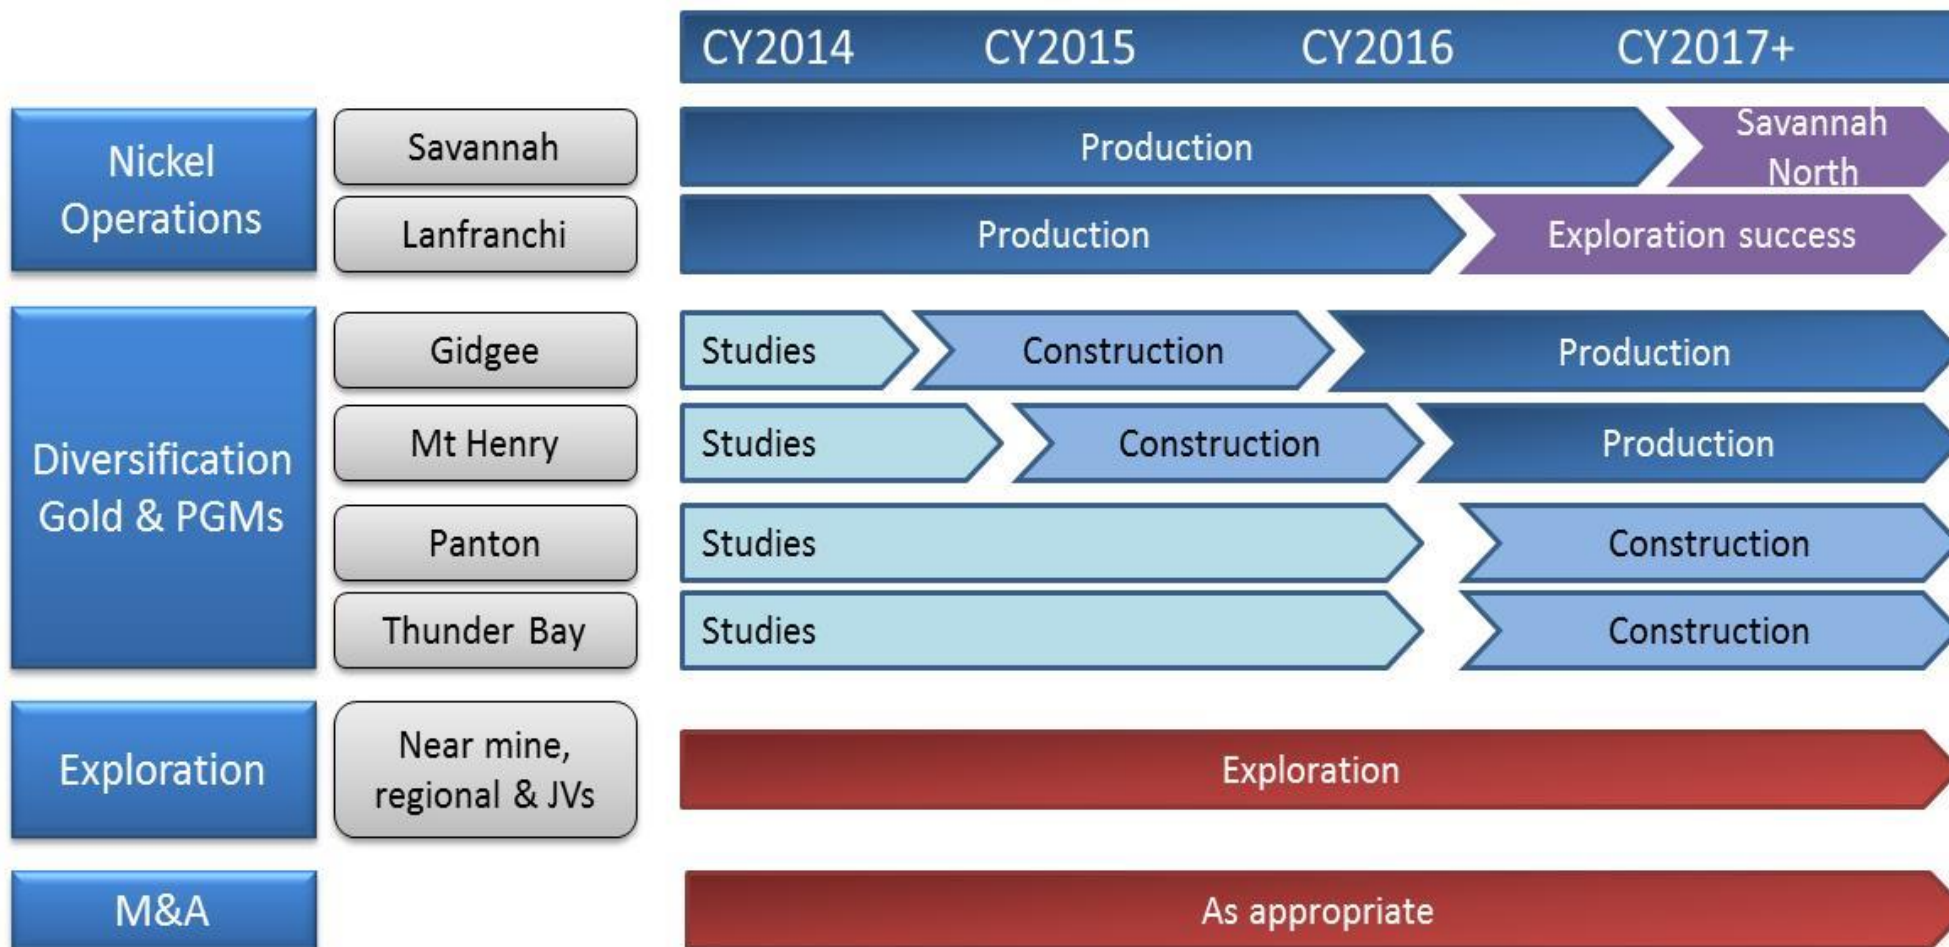 CY2014 CY2015 CY2016 CY2017+
Nickel
Operations
Savannah
Production
Savannah
North
Lanfranchi
Production
Exploration success
Diversification
Gold & PGMs
Gidgee
Studies
Construction
Production
Mt Henry
Studies
Construction
Production
Panton
Studies
Construction
Thunder Bay
Studies
Construction
Exploration
Near mine,
regional & JVs
Exploration
M&A
As appropriate